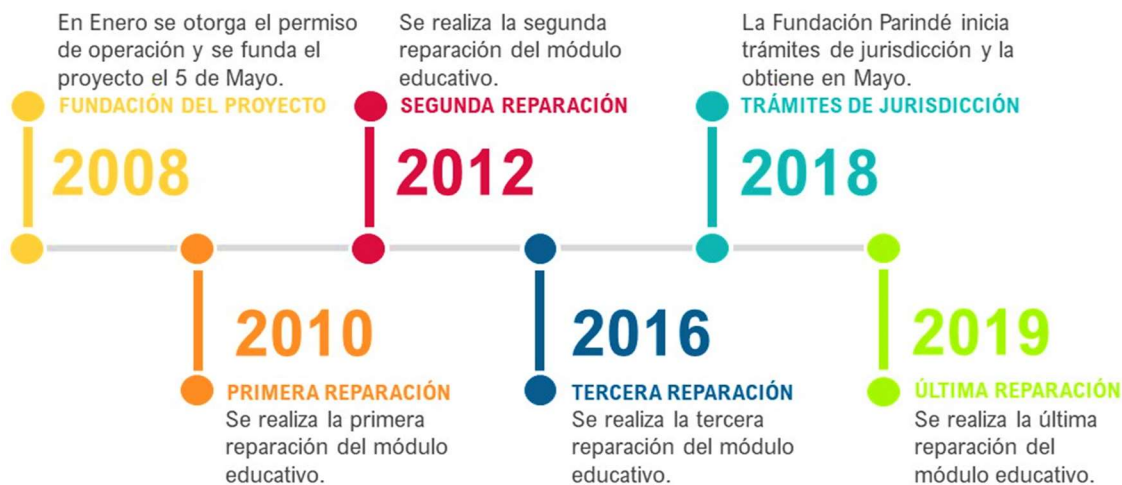 En Enero se otorga el permiso
de operación y se funda el
proyecto el 5 de Mayo.
FUNDACIÓN DEL PROYECTO
2008
Se realiza la segunda
reparación del módulo
educativo.
SEGUNDA REPARACIÓN
2012
La Fundación Parindé inicia
trámites de jurisdicción y la
obtiene en Mayo.
TRÁMITES DE JURISDICCIÓN
2018
2010
PRIMERA REPARACIÓN
Se realiza la primera
reparación del módulo
educativo.
2016
TERCERA REPARACIÓN
Se realiza la tercera
reparación del módulo
educativo.
2019
ÚLTIMA REPARACIÓN
Se realiza la última
reparación del
módulo educativo.